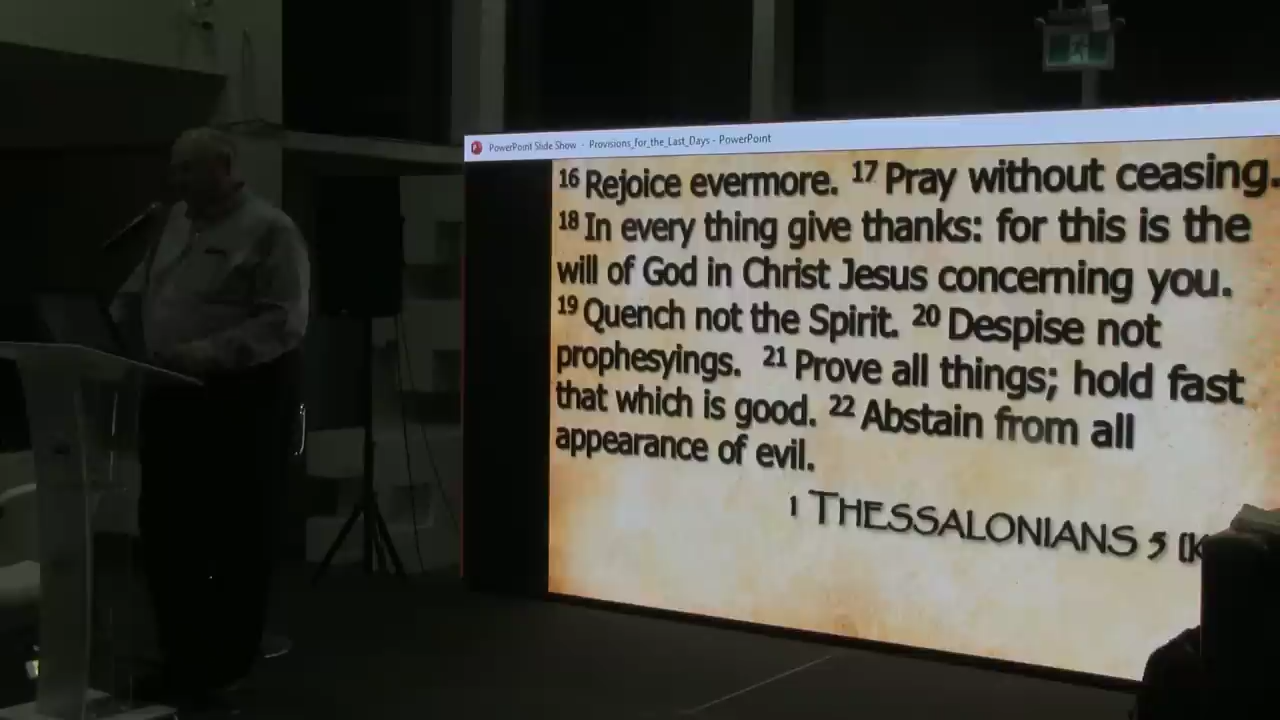 PowerPoint Slide Show - Provisions_for_the_Last_Days - PowerPoint
16 Rejoice evermore. 17 Pray without ceasing.
18 In every thing give thanks: for this is the
will of God in Christ Jesus concerning you.
19 Quench not the Spirit. 20 Despise not
prophesyings. 21 Prove all things; hold fast
that which is good. 22 Abstain from all
appearance of evil.
1 THESSALONIANS 5 (K